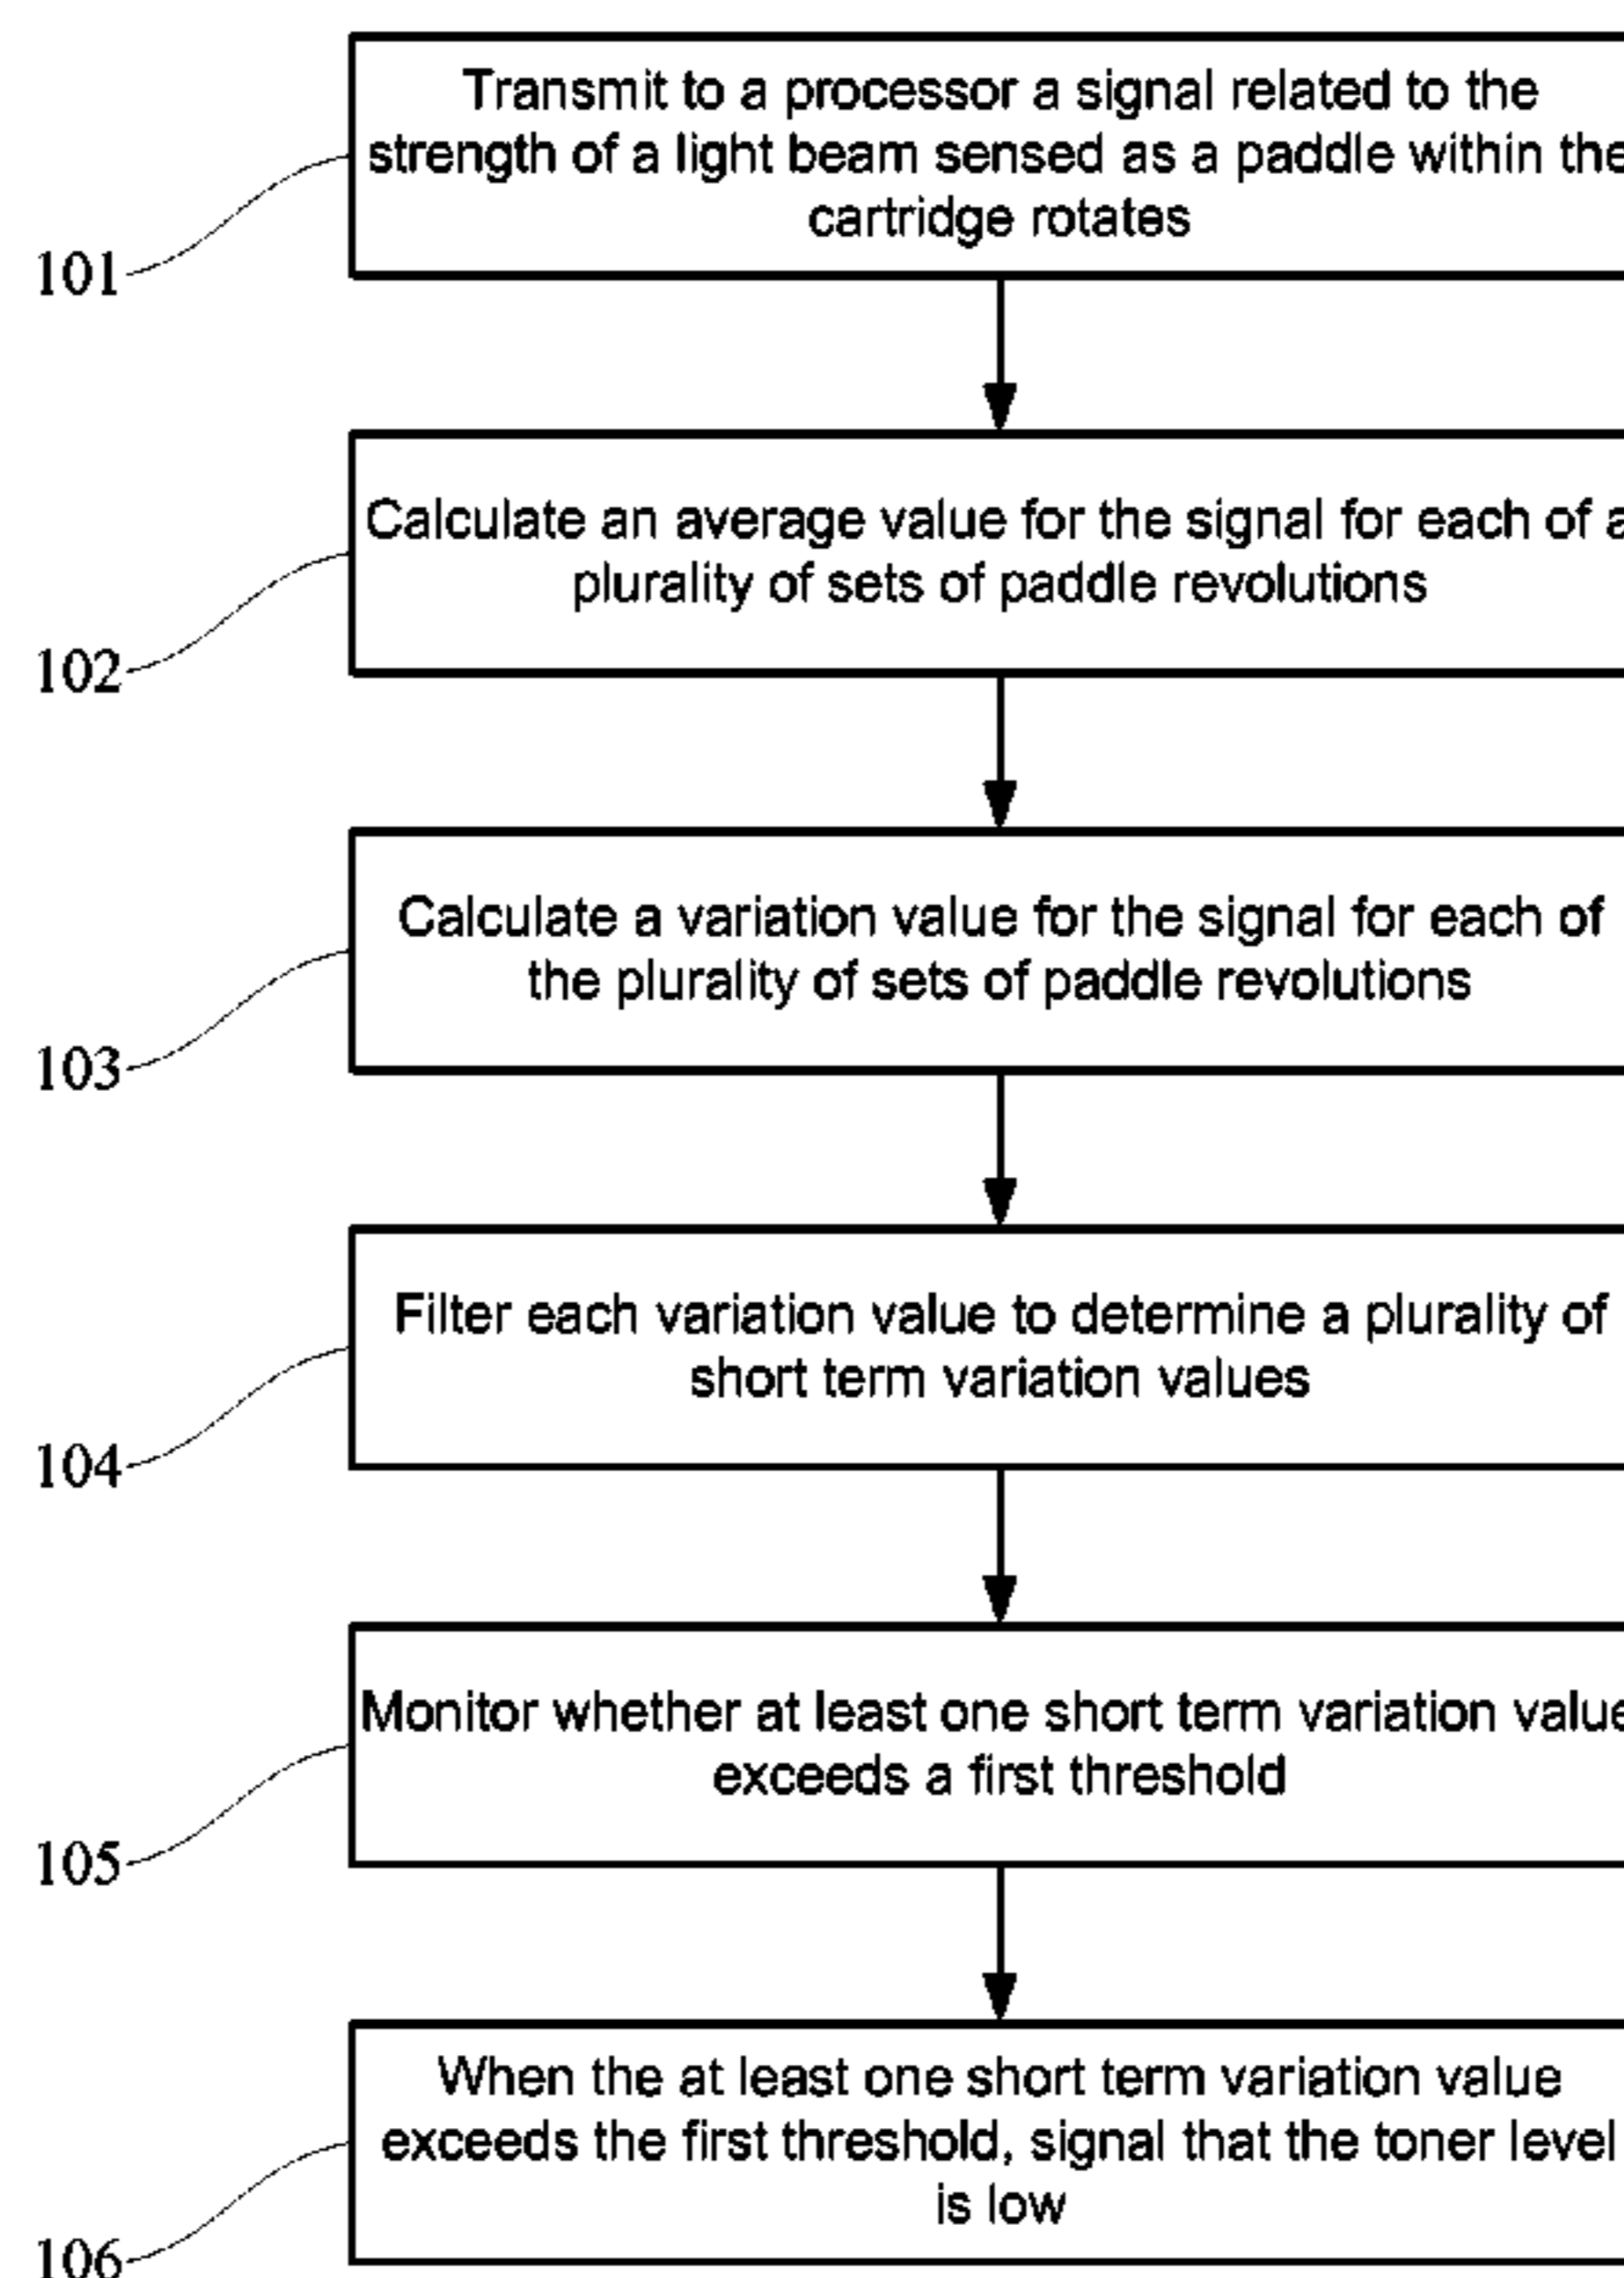 Transmit to a processor a signal related to the
strength of a light beam sensed as a paddle within the
cartridge rotates
101
Calculate an average value for the signal for each of a
plurality of sets of paddle revolutions
102
Calculate a variation value for the signal for each of
the plurality of sets of paddle revolutions
103
Filter each variation value to determine a plurality of
short term variation values
104
Monitor whether at least one short term variation value
exceeds a first threshold
105
When the at least one short term variation value
exceeds the first threshold, signal that the toner level
is low
106